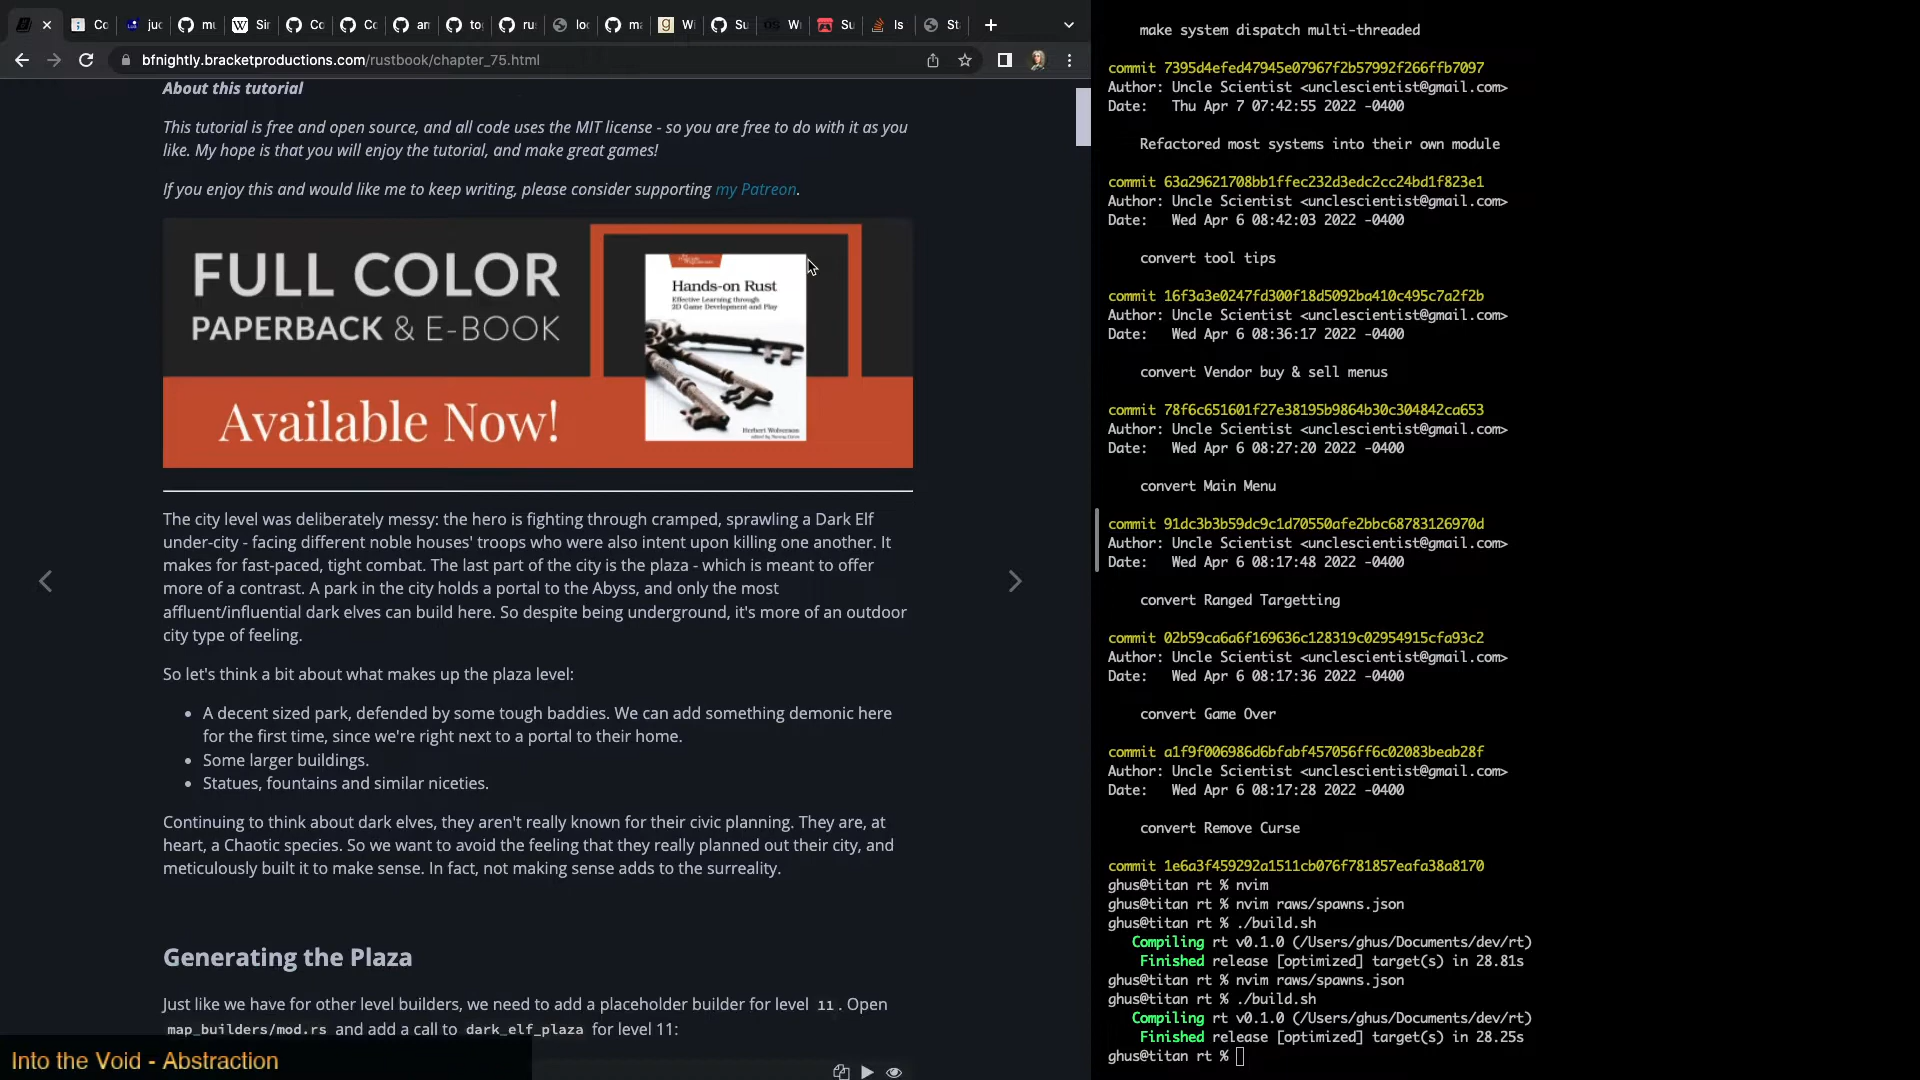 Co
juc
mu
Sir
Co
Co
an
to
ru:
loc
ma
Wi
Su
W
Su
Is
St
bfnightly.bracketproductions.com/rustbook/chapter_75.html
About this tutorial
This tutorial is free and open source, and all code uses the MIT license - so you are free to do with it as you
like. My hope is that you will enjoy the tutorial, and make great games!
If you enjoy this and would like me to keep writing, please consider supporting my Patreon.
FULL COLOR
PAPERBACK & E-BOOK
Available Now!
Hands-on Rust
Effective Learning through
2D Game Development and Play
Herbert Wolverson
The city level was deliberately messy: the hero is fighting through cramped, sprawling a Dark Elf
under-city - facing different noble houses' troops who were also intent upon killing one another. It
makes for fast-paced, tight combat. The last part of the city is the plaza - which is meant to offer
more of a contrast. A park in the city holds a portal to the Abyss, and only the most
affluent/influential dark elves can build here. So despite being underground, it's more of an outdoor
city type of feeling.
So let's think a bit about what makes up the plaza level:
• A decent sized park, defended by some tough baddies. We can add something demonic here
for the first time, since we're right next to a portal to their home.
• Some larger buildings.
• Statues, fountains and similar niceties.
Continuing to think about dark elves, they aren't really known for their civic planning. They are, at
heart, a Chaotic species. So we want to avoid the feeling that they really planned out their city, and
meticulously built it to make sense. In fact, not making sense adds to the surreality.
Generating the Plaza
Just like we have for other level builders, we need to add a placeholder builder for level 11. Open
map_builders/mod.rs and add a call to dark_elf_plaza for level 11:
Into the Void - Abstraction
make system dispatch multi-threaded
commit 7395d4efed47945e07967f2b57992f266ffb7097
Author: Uncle Scientist <unclescientist@gmail.com>
Date: Thu Apr 7 07:42:55 2022 -0400
Refactored most systems into their own module
commit 63a29621708bb1ffec232d3edc2cc24bd1f823e1
Author: Uncle Scientist <unclescientist@gmail.com>
Date: Wed Apr 6 08:42:03 2022 -0400
convert tool tips
commit 16f3a3e0247fd300f18d5092ba410c495c7a2f2b
Author: Uncle Scientist <unclescientist@gmail.com>
Date: Wed Apr 6 08:36:17 2022 -0400
convert Vendor buy & sell menus
commit 78f6c651601f27e38195b9864b30c304842ca653
Author: Uncle Scientist <unclescientist@gmail.com>
Date: Wed Apr 6 08:27:20 2022 -0400
convert Main Menu
commit 91dc3b3b59dc9c1d70550afe2bbc68783126970d
Author: Uncle Scientist <unclescientist@gmail.com>
Date: Wed Apr 6 08:17:48 2022 -0400
convert Ranged Targetting
commit 02b59ca6a6f169636c128319c02954915cfa93c2
Author: Uncle Scientist <unclescientist@gmail.com>
Date: Wed Apr 6 08:17:36 2022 -0400
convert Game Over
commit a1f9f006986d6bfabf457056ff6c02083beab28f
Author: Uncle Scientist <unclescientist@gmail.com>
Date: Wed Apr 6 08:17:28 2022 -0400
convert Remove Curse
commit 1e6a3f459292a1511cb076f781857eafa38a8170
ghus@titan rt % nvim
ghus@titan rt % nvim raws/spawns.json
ghus@titan rt % ./build.sh
Compiling rt v0.1.0 (/Users/ghus/Documents/dev/rt)
Finished release [optimized] target(s) in 28.81s
ghus@titan rt % nvim raws/spawns.json
ghus@titan rt % ./build.sh
Compiling rt v0.1.0 (/Users/ghus/Documents/dev/rt)
Finished release [optimized] target(s) in 28.25s
ghus@titan rt %